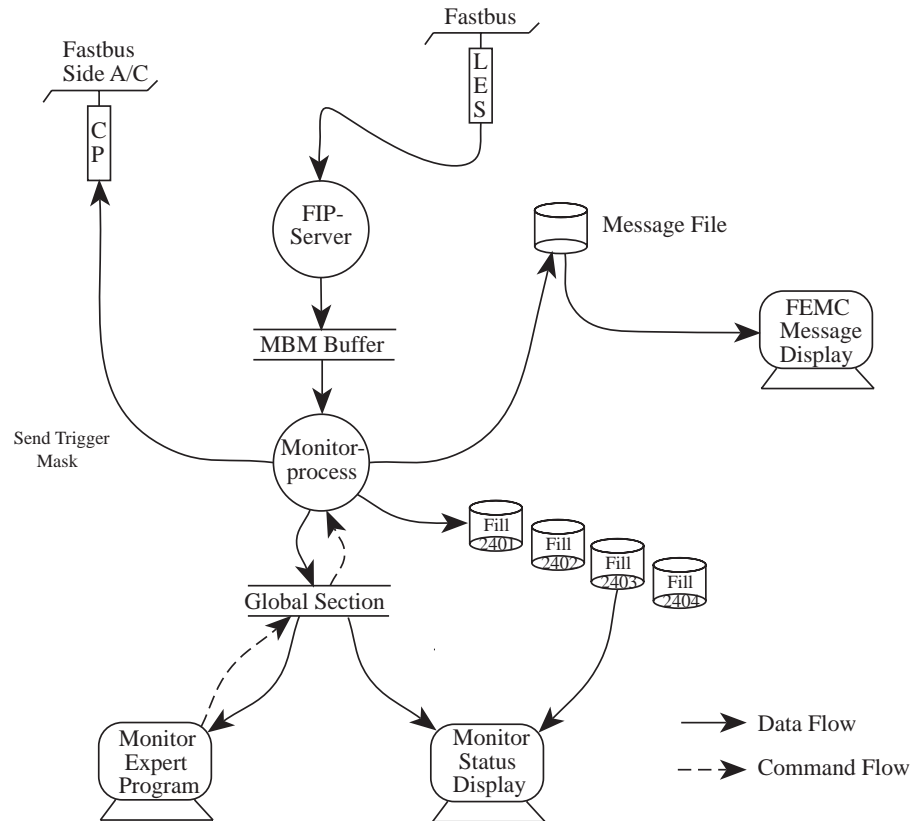 Fastbus
Fastbus
Side A/C
L
E
S
C
P
FIP-
Server
Message File
FEMC
Message
Display
MBM Buffer
Send Trigger
Mask
Monitor-
process
Fill
2401
Fill
2402
Fill
2403
Fill
2404
Global Section
Monitor
Expert
Program
Monitor
Status
Display
Data Flow
Command Flow